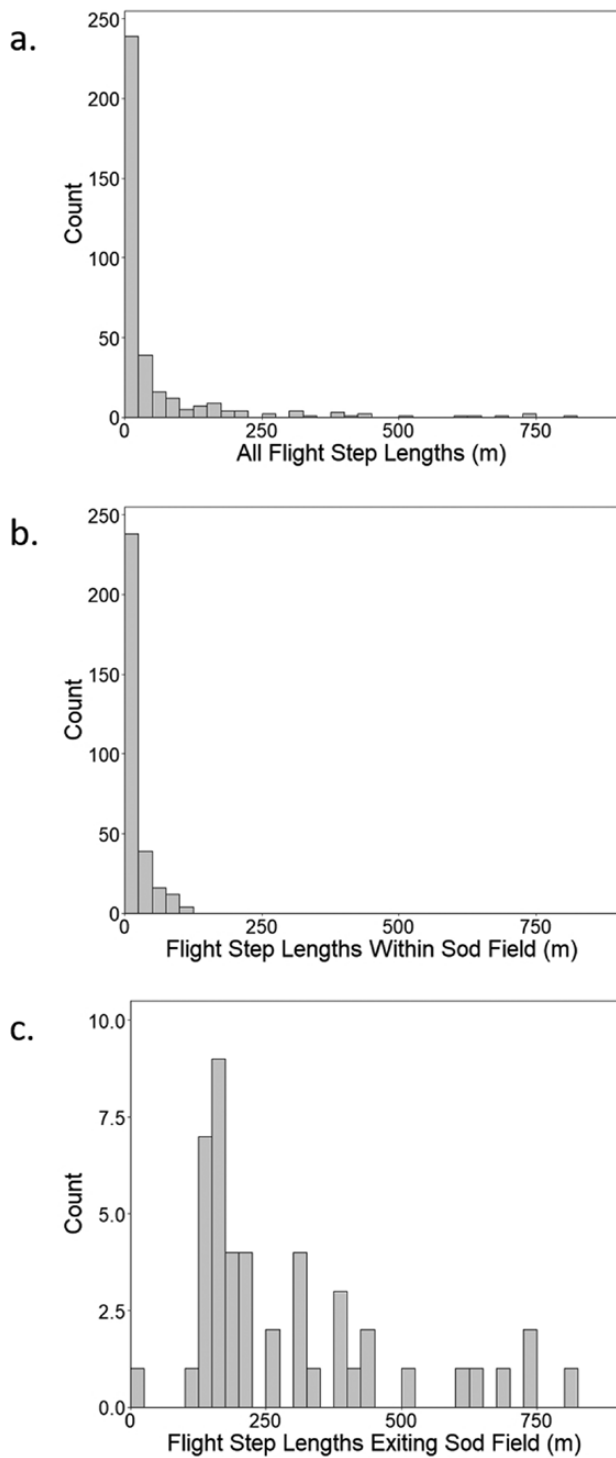 a.
250
200
150
100
50
0
Count
0 250 500 750
All Flight Step Lengths (m)
b.
250
200
150
100
50
0
Count
0 250 500 750
Flight Step Lengths Within Sod Field (m)
c.
10.0
7.5
5.0
2.5
0.0
Count
0 250 500 750
Flight Step Lengths Exiting Sod Field (m)